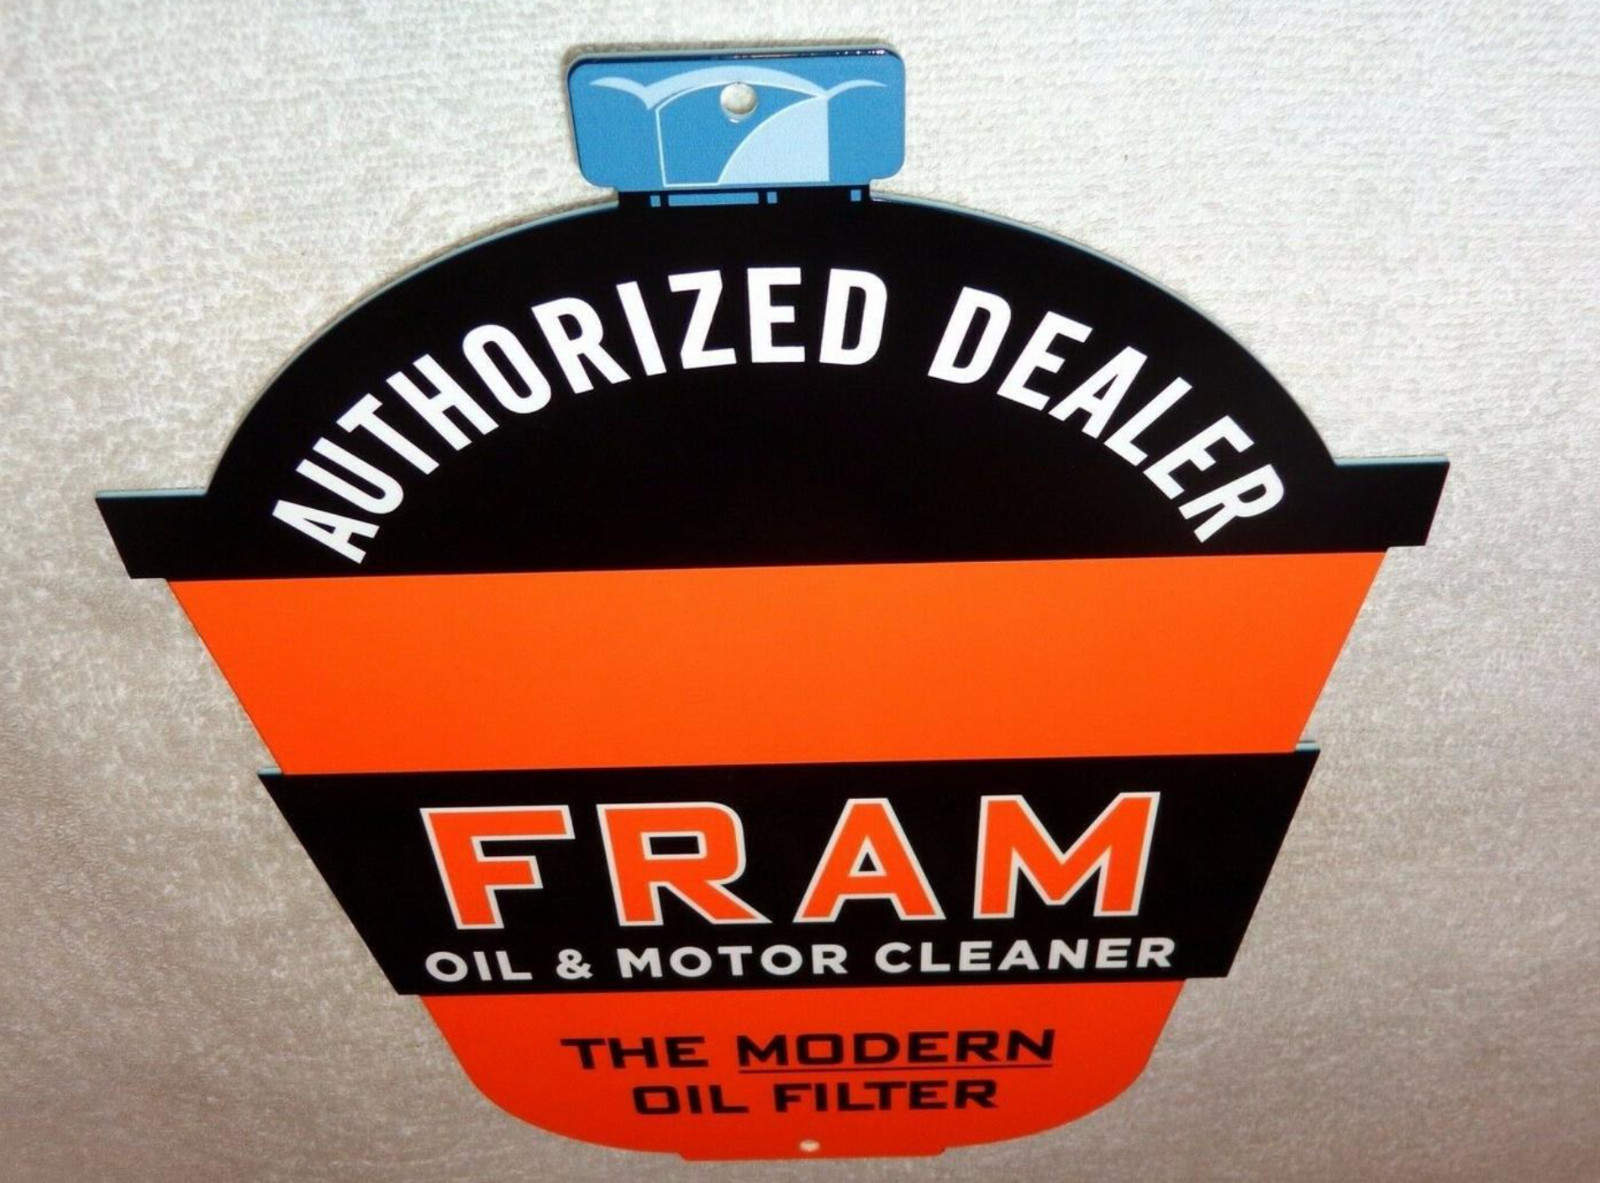 AUTHORIZED DEALER
FRAM
OIL & MOTOR CLEANER
THE MODERN
OIL FILTER